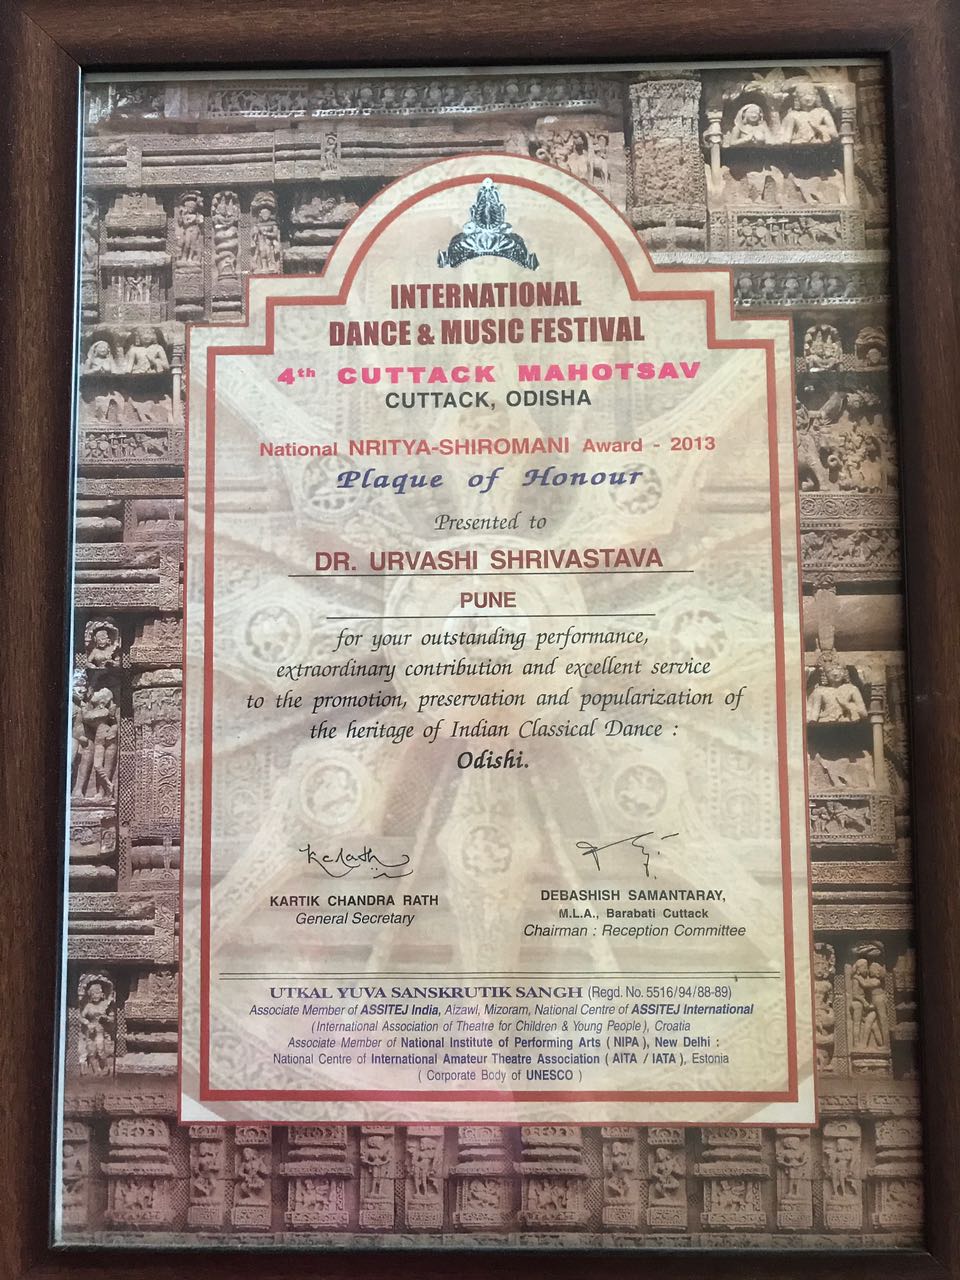 INTERNATIONAL
DANCE & MUSIC FESTIVAL
4th CUTTACK MAHOTSAV
CUTTACK, ODISHA
National NRITYA-SHIROMANI Award - 2013
Plaque of Honour
Presented to
DR. URVASHI SHRIVASTAVA
PUNE
for your outstanding performance,
extraordinary contribution and excellent service
to the promotion, preservation and popularization of
the heritage of Indian Classical Dance :
Odishi.
KARTIK CHANDRA RATH
General Secretary
DEBASHISH SAMANTARAY,
M.L.A., Barabati Cuttack
Chairman : Reception Committee
UTKAL YUVA SANSKRUTIK SANGH (Regd. No. 5516/94/88-89)
Associate Member of ASSITEJ India, Aizawl, Mizoram, National Centre of ASSITEJ International
(International Association of Theatre for Children & Young People), Croatia
Associate Member of National Institute of Performing Arts ( NIPA ), New Delhi :
National Centre of International Amateur Theatre Association ( AITA / IATA ), Estonia
( Corporate Body of UNESCO )